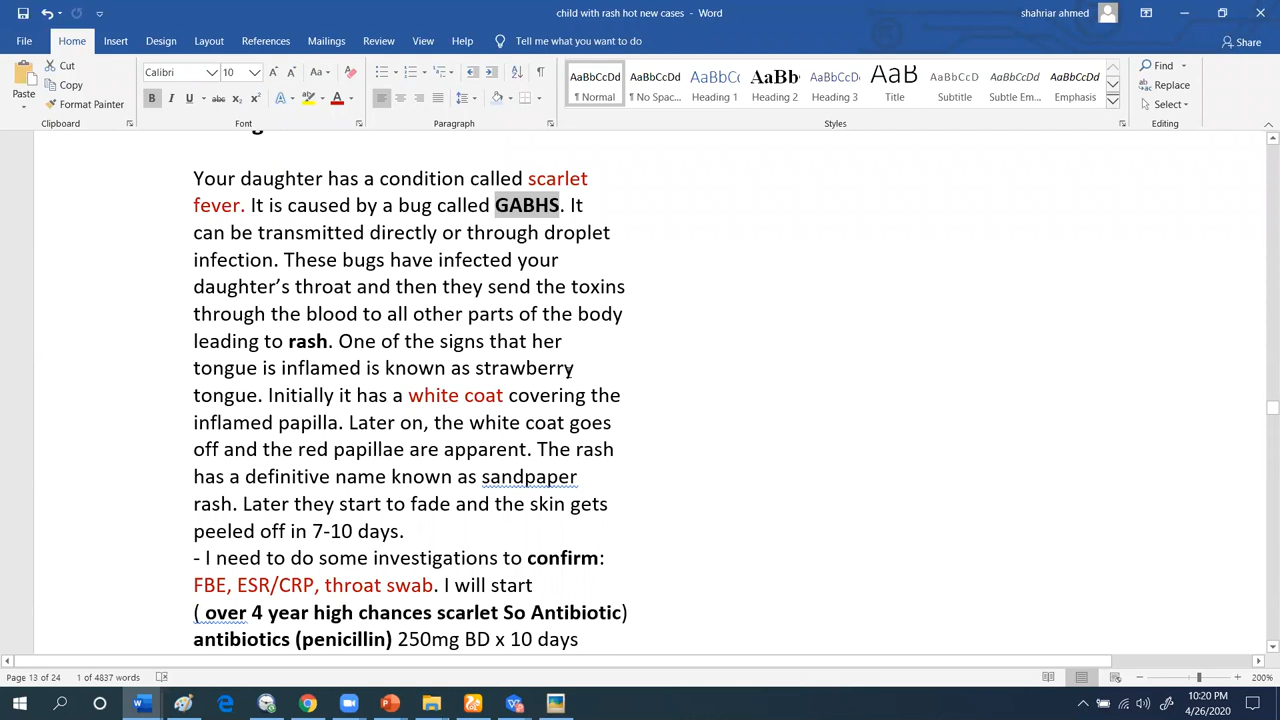 child with rash hot new cases - Word
shahriar ahmed
File Home Insert Design Layout References Mailings Review View Help Tell me what you want to do Share
Paste Cut Copy Format Painter
Calibri 10
AaBbCcDd AaBbCcDd AaBbC( AaBb( AaBbCcD AaB AaBbCcDd AaBbCcDd AaBbCcDd
¶ Normal ¶ No Spac... Heading 1 Heading 2 Heading 3 Title Subtitle Subtle Em... Emphasis
Find Replace Select
Clipboard Font Paragraph Styles Editing
Your daughter has a condition called scarlet
fever. It is caused by a bug called GABHS. It
can be transmitted directly or through droplet
infection. These bugs have infected your
daughter’s throat and then they send the toxins
through the blood to all other parts of the body
leading to rash. One of the signs that her
tongue is inflamed is known as strawberry
tongue. Initially it has a white coat covering the
inflamed papilla. Later on, the white coat goes
off and the red papillae are apparent. The rash
has a definitive name known as sandpaper
rash. Later they start to fade and the skin gets
peeled off in 7-10 days.
- I need to do some investigations to confirm:
FBE, ESR/CRP, throat swab. I will start
( over 4 year high chances scarlet So Antibiotic)
antibiotics (penicillin) 250mg BD x 10 days
Page 13 of 24 1 of 4837 words 200%
10:20 PM
4/26/2020